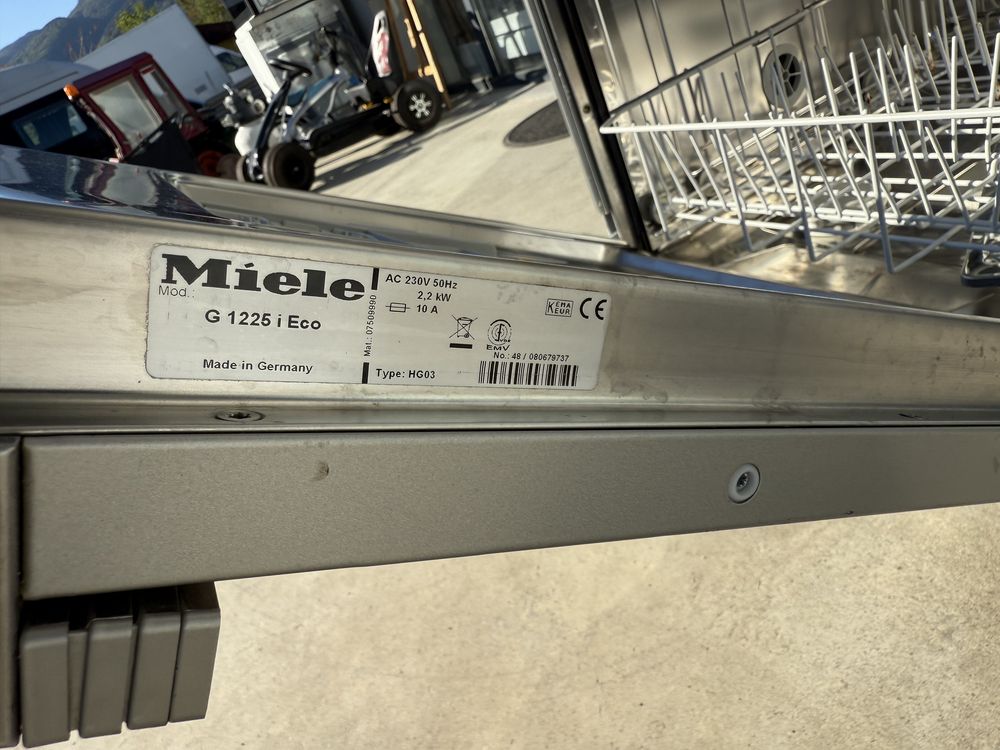 Miele
Mod.:
G 1225 i Eco
Made in Germany
Mat.: 07509990
AC 230V 50Hz
2,2 kW
10 A
KEMA
KEUR
CE
EMV
No.: 48 / 080679737
Type: HG03